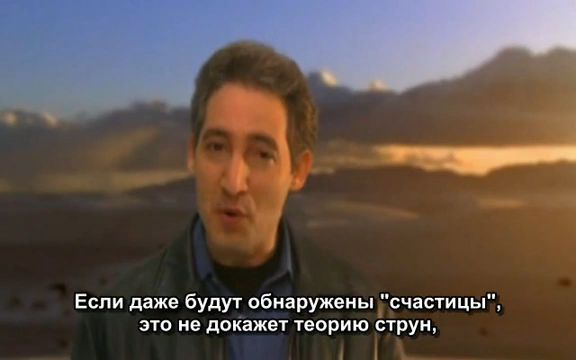 Если даже будут обнаружены "счастицы",
это не докажет теорию струн,